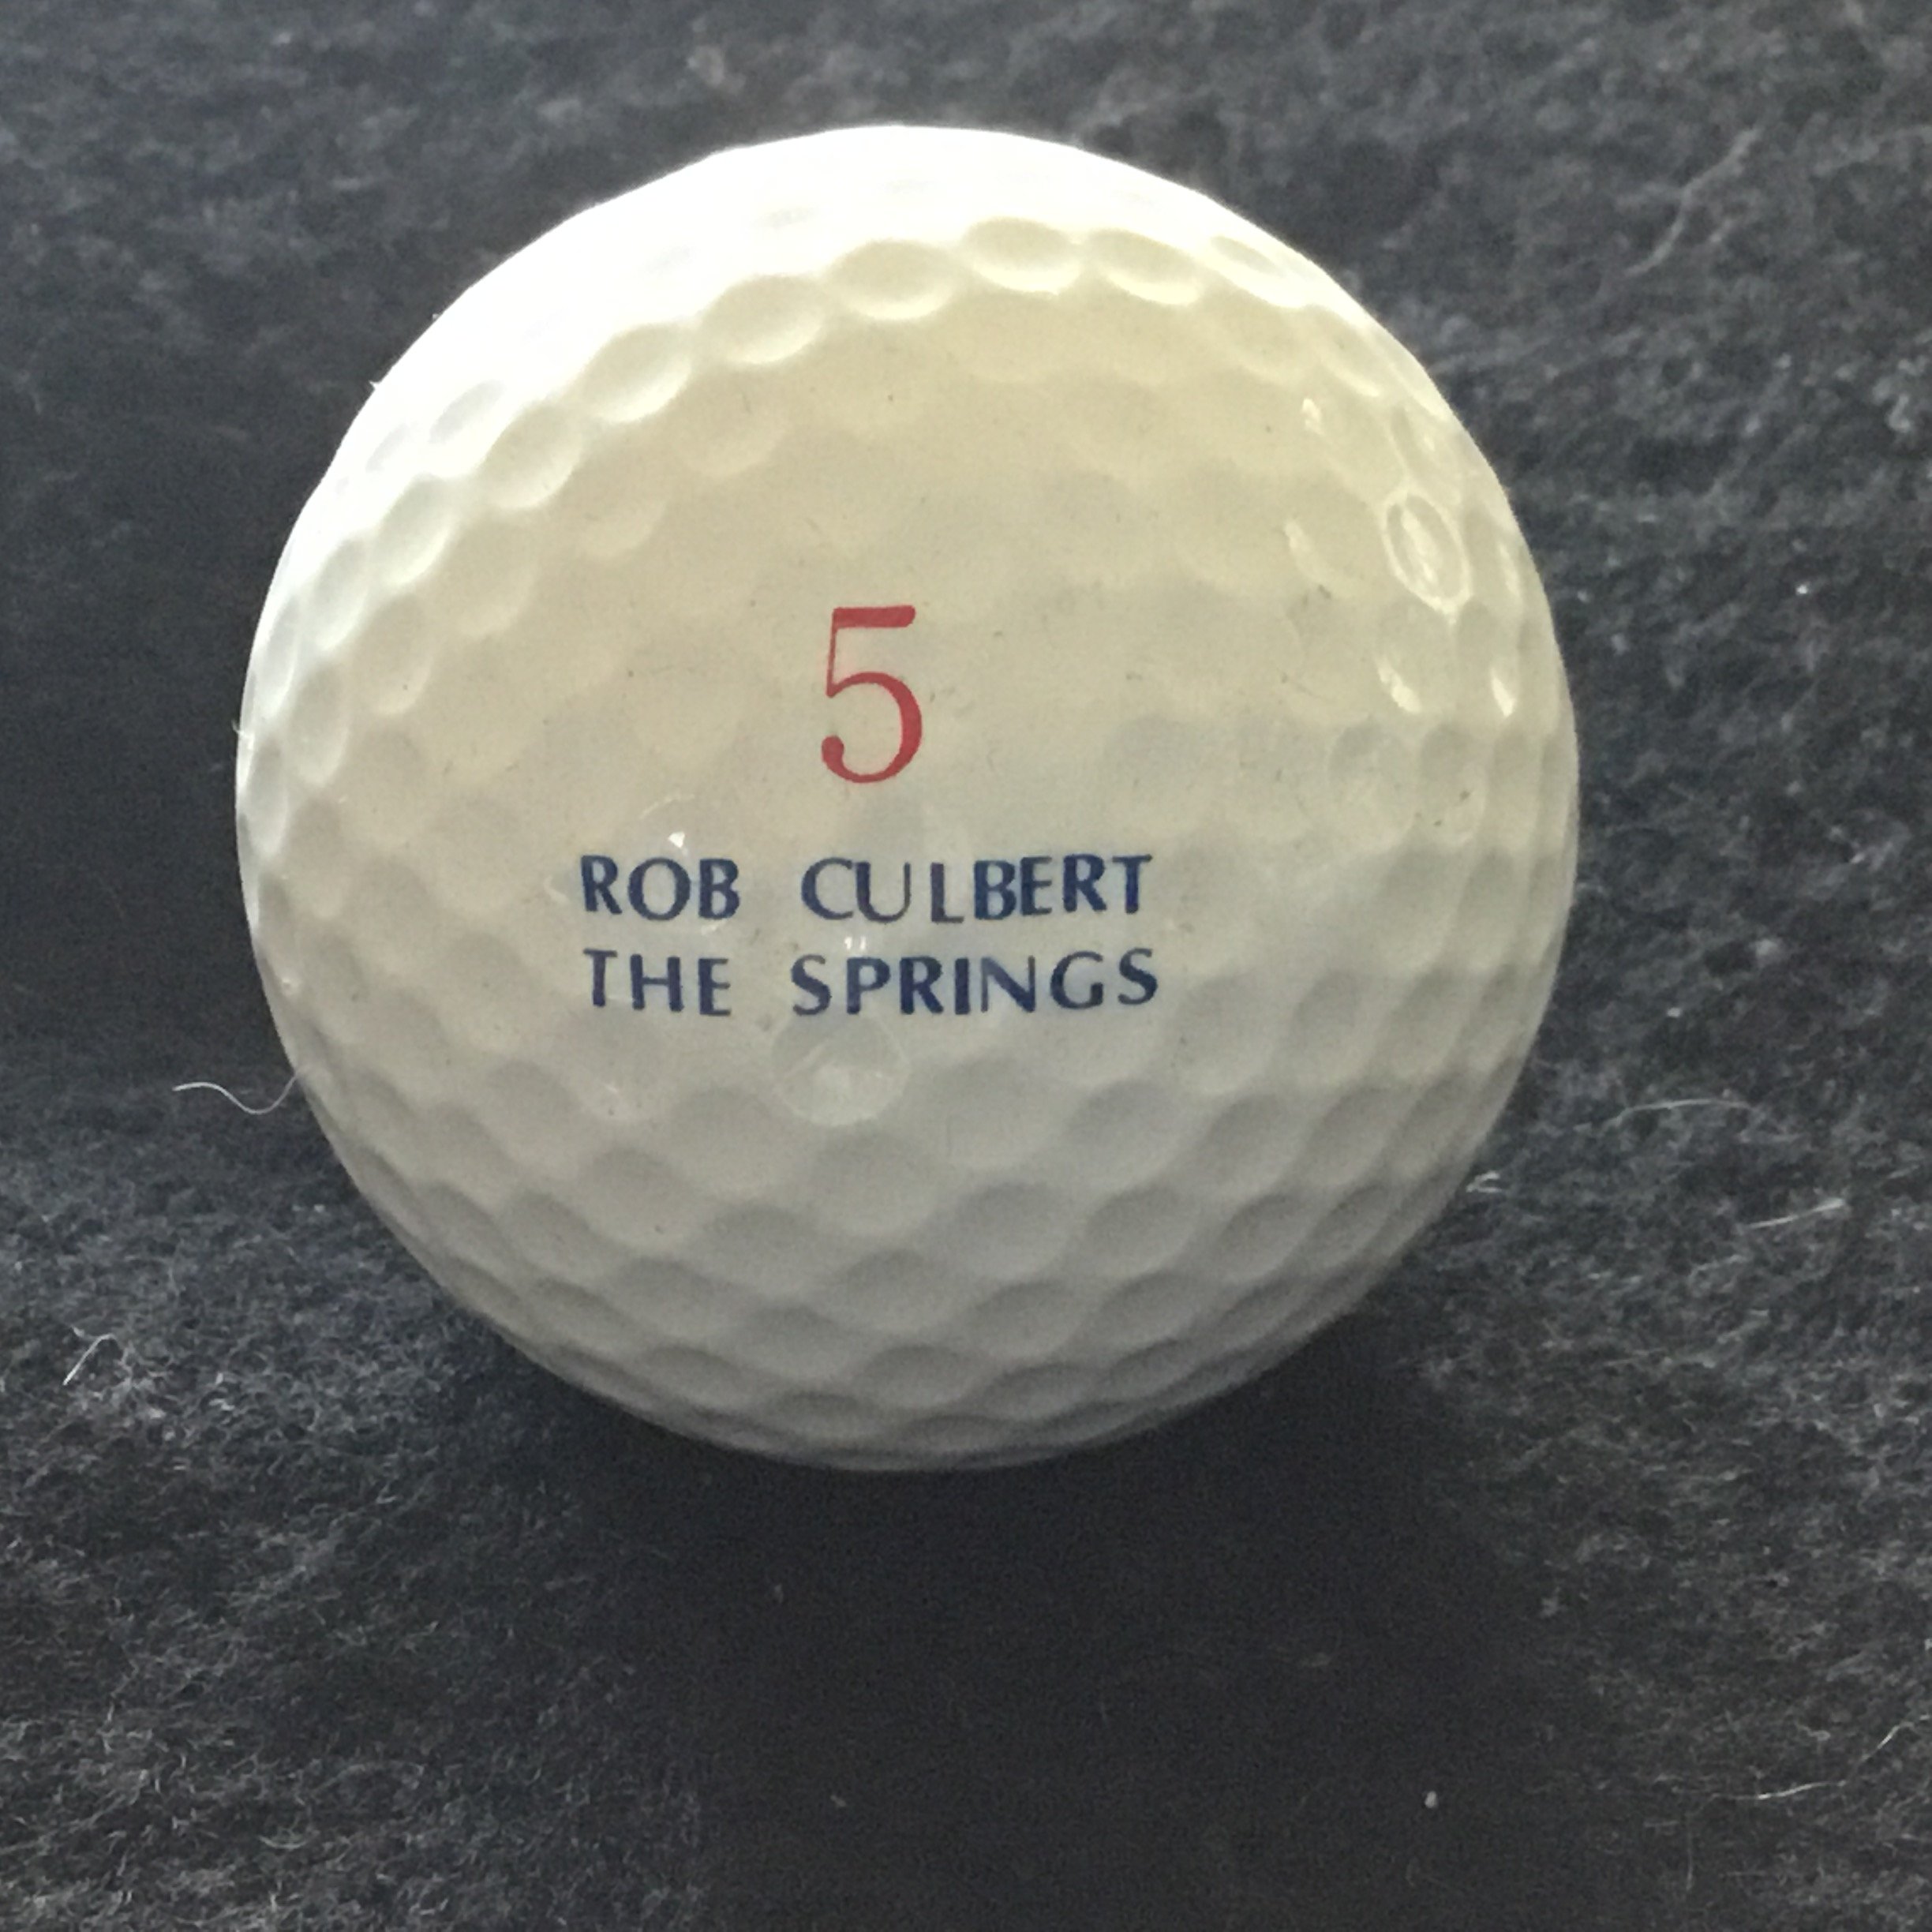 5
ROB CULBERT
THE SPRINGS